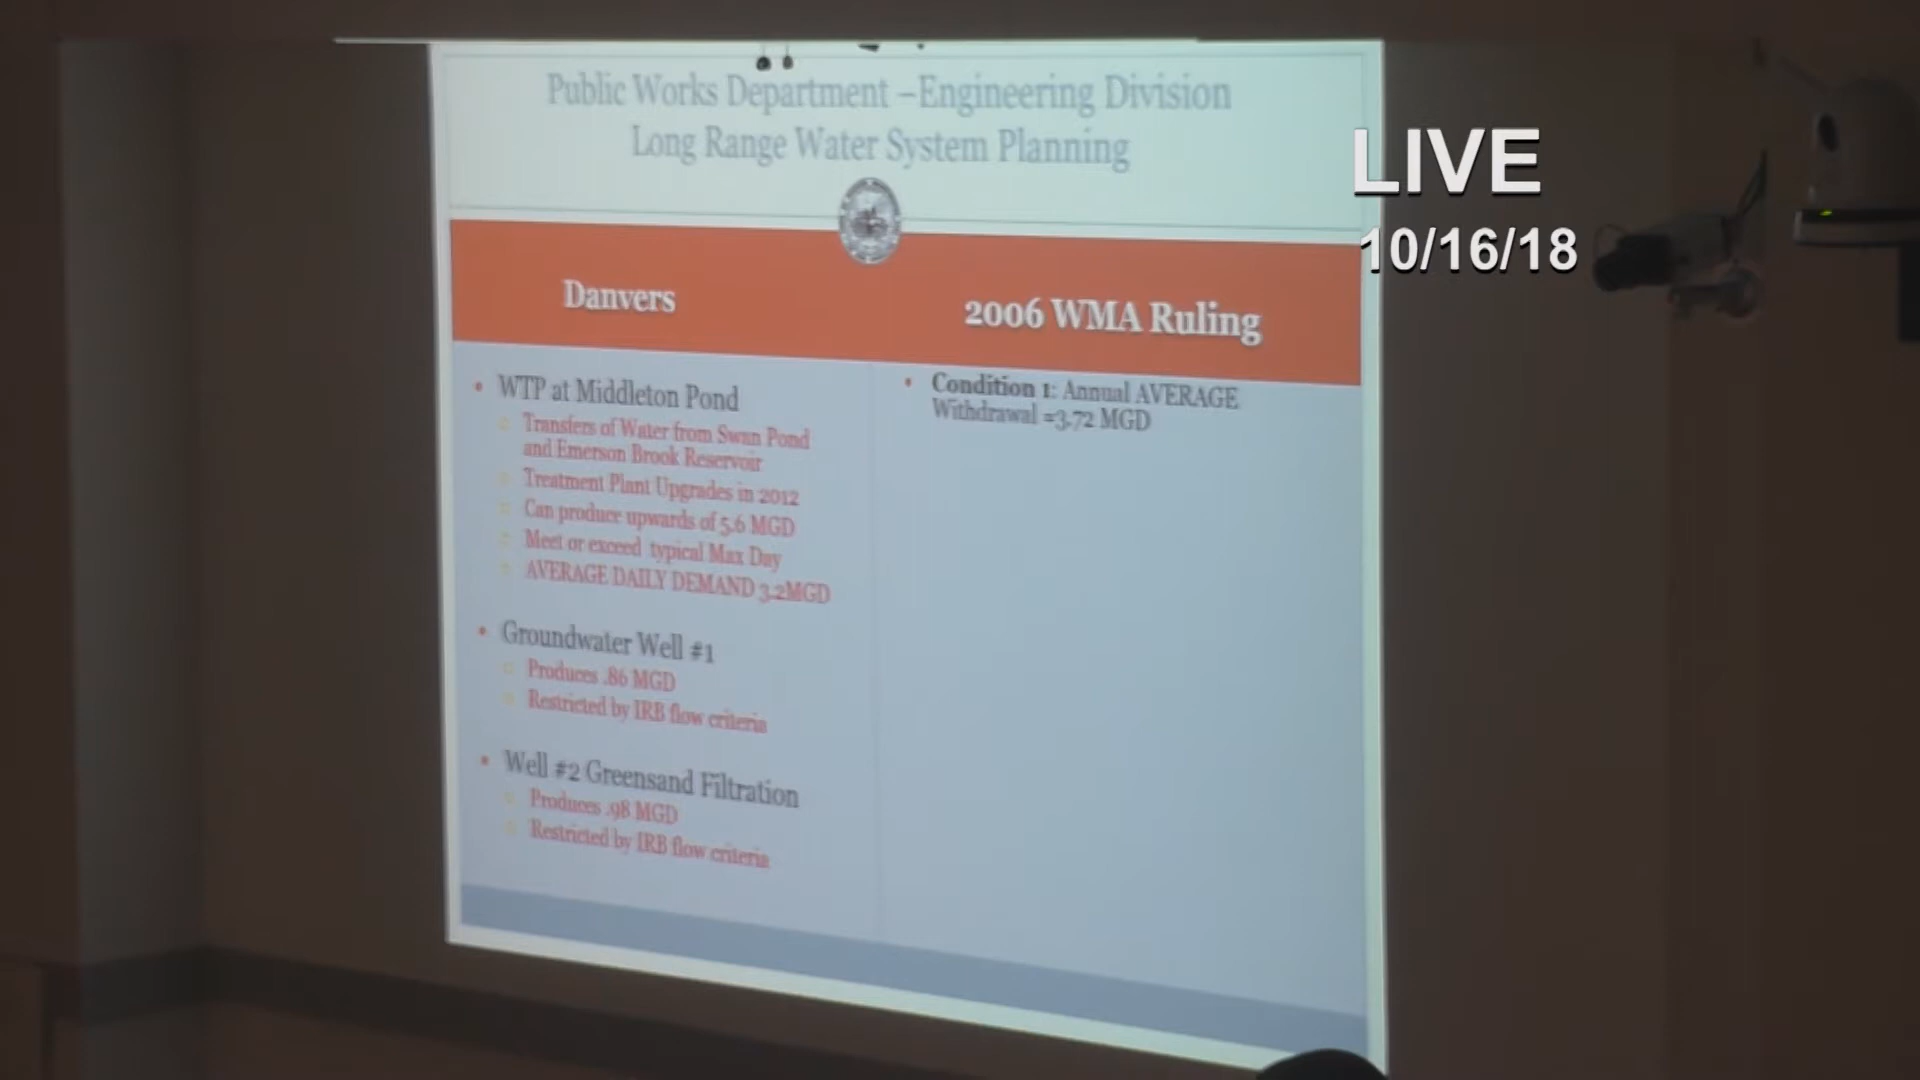 Public Works Department –Engineering Division
Long Range Water System Planning
LIVE
10/16/18
Danvers
2006 WMA Ruling
• WTP at Middleton Pond
Transfers of Water from Swan Pond
and Emerson Brook Reservoir
Treatment Plant Upgrades in 2012
Can produce upwards of 5.6 MGD
Meet or exceed typical Max Day
AVERAGE DAILY DEMAND 3.2MGD
• Groundwater Well #1
Produces .86 MGD
Restricted by IRB flow criteria
• Well #2 Greensand Filtration
Produces .98 MGD
Restricted by IRB flow criteria
• Condition 1: Annual AVERAGE
Withdrawal =3.72 MGD